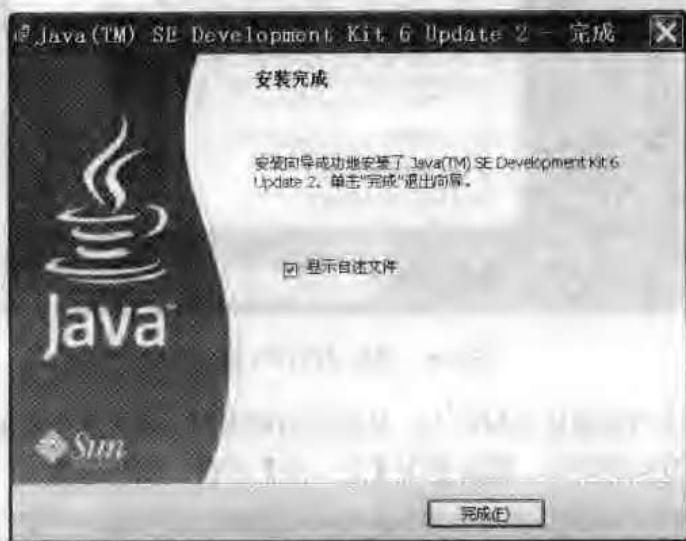 Java(TM) SE Development Kit 6 Update 2 - 完成
安装完成
安装向导成功地安装了 Java(TM) SE Development Kit 6
Update 2。单击"完成"退出向导。
显示自述文件
Java
Sun
完成(F)